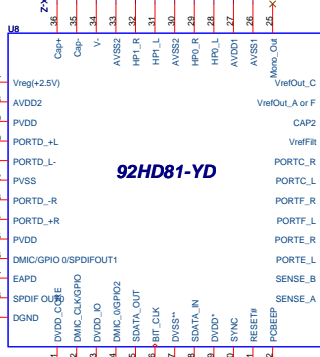 U8
36 35 34 33 32 31 30 29 28 27 26 25
Cap+
Cap-
V-
AVSS2
HP1_R
HP1_L
AVSS2
HP0_R
HP0_L
AVDD1
AVSS1
Mono_Out
Vreg(+2.5V)
AVDD2
PVDD
PORTD_+L
PORTD_L-
PVSS
PORTD_-R
PORTD_+R
PVDD
DMIC/GPIO 0/SPDIFOUT1
EAPD
SPDIF OUT0
DGND
92HD81-YD
VrefOut_C
VrefOut_A or F
CAP2
VrefFilt
PORTC_R
PORTC_L
PORTF_R
PORTF_L
PORTE_R
PORTE_L
SENSE_B
SENSE_A
DVDD_CORE
DMIC_CLK/GPIO
DVDD_IO
DMIC_0/GPIO2
SDATA_OUT
BIT_CLK
DVSS**
SDATA_IN
DVDD*
SYNC
RESET#
PCBEEP